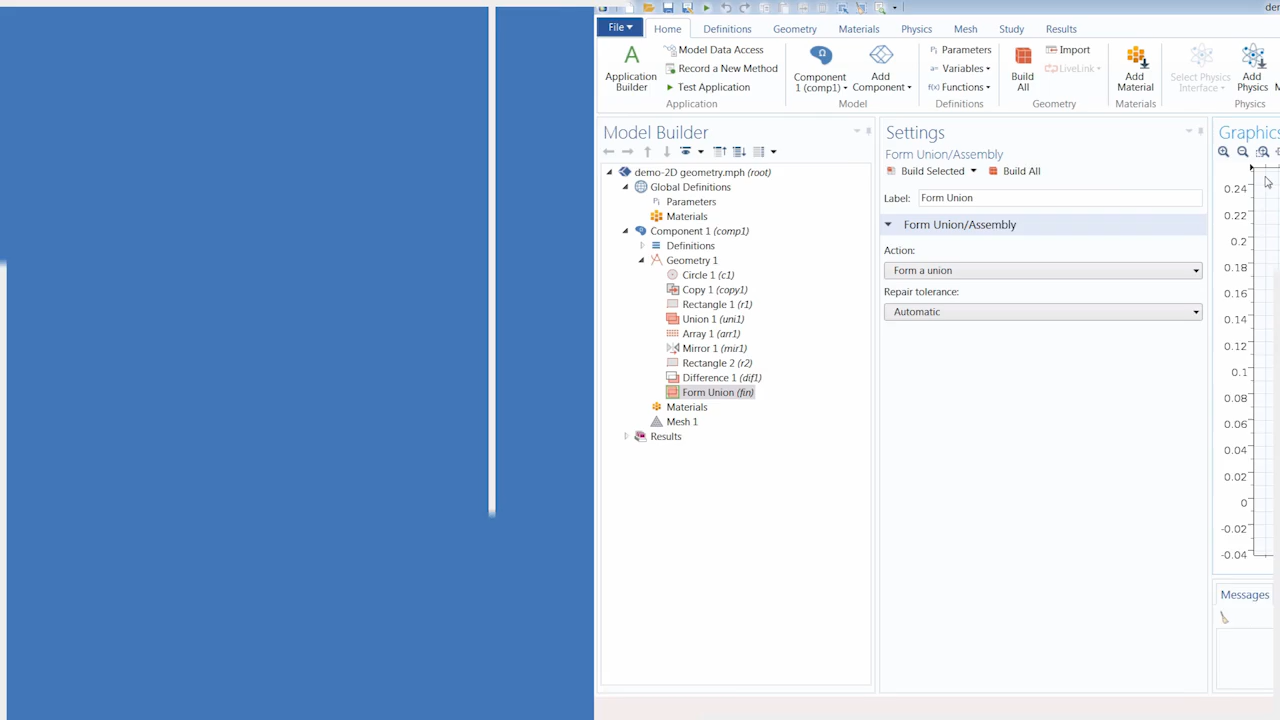 File
Home
Definitions
Geometry
Materials
Physics
Mesh
Study
Results
Application Builder
Model Data Access
Record a New Method
Test Application
Application
Component 1 (comp1)
Add Component
Model
Pi Parameters
a= Variables
f(x) Functions
Definitions
Build All
Import
LiveLink
Geometry
Add Material
Materials
Select Physics Interface
Add Physics
Physics
Model Builder
demo-2D geometry.mph (root)
Global Definitions
Pi Parameters
Materials
Component 1 (comp1)
Definitions
Geometry 1
Circle 1 (c1)
Copy 1 (copy1)
Rectangle 1 (r1)
Union 1 (uni1)
Array 1 (arr1)
Mirror 1 (mir1)
Rectangle 2 (r2)
Difference 1 (dif1)
Form Union (fin)
Materials
Mesh 1
Results
Settings
Form Union/Assembly
Build Selected
Build All
Label: Form Union
Form Union/Assembly
Action:
Form a union
Repair tolerance:
Automatic
Graphics
0.24
0.22
0.2
0.18
0.16
0.14
0.12
0.1
0.08
0.06
0.04
0.02
0
-0.02
-0.04
Messages